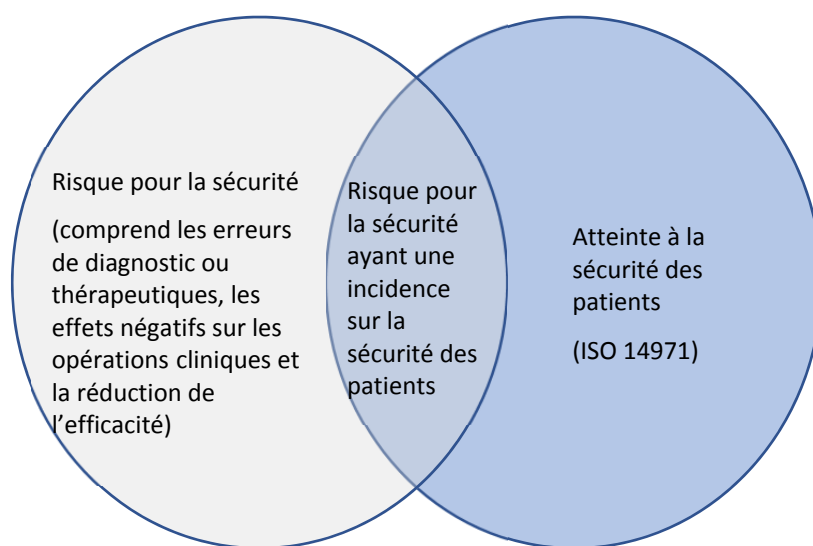 Risque pour la sécurité
(comprend les erreurs
de diagnostic ou
thérapeutiques, les
effets négatifs sur les
opérations cliniques et
la réduction de
l’efficacité)
Risque pour
la sécurité
ayant une
incidence
sur la
sécurité des
patients
Atteinte à la
sécurité des
patients
(ISO 14971)